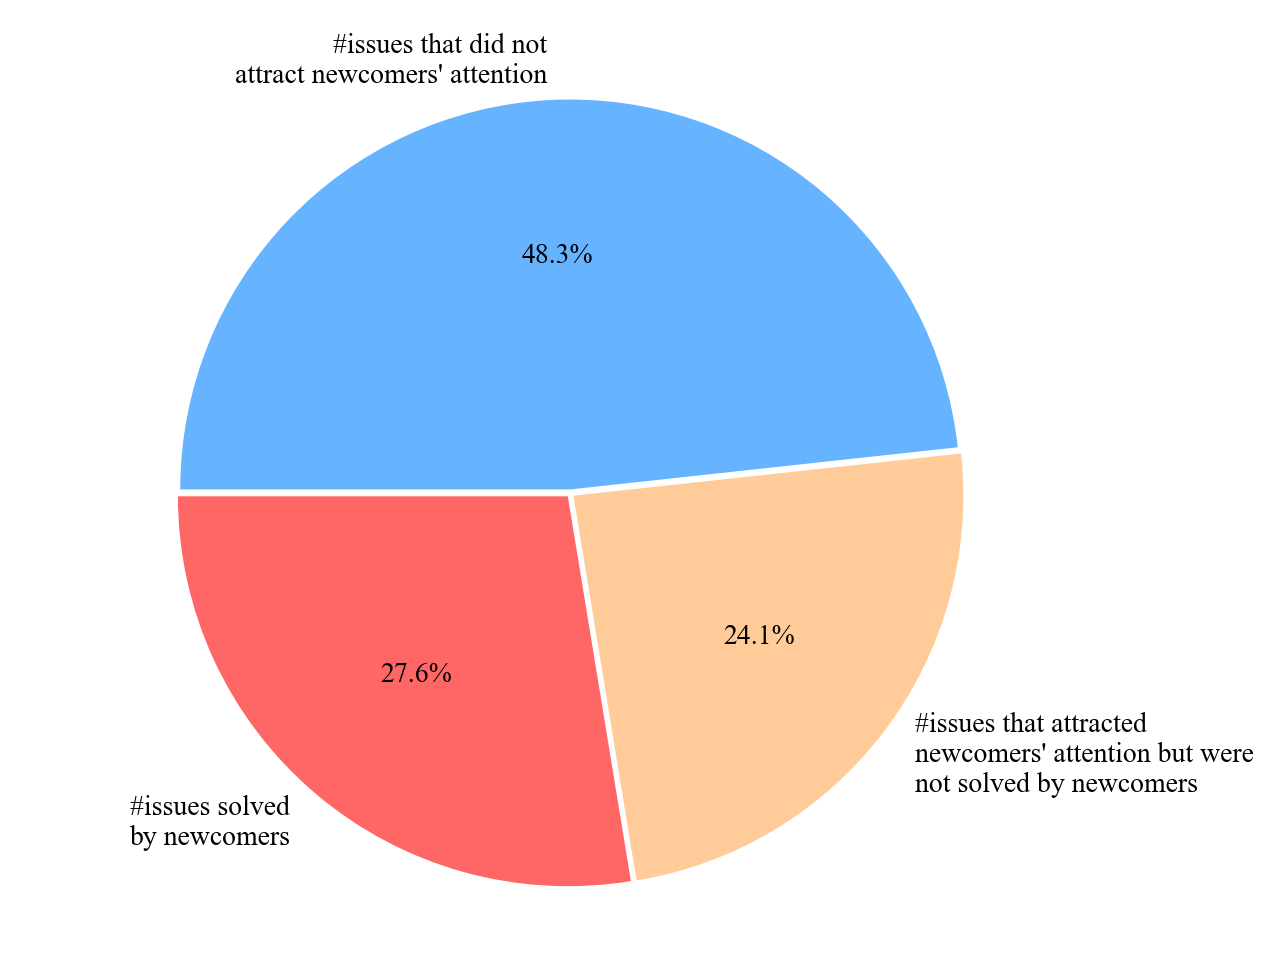 #issues that did not
attract newcomers' attention
48.3%
24.1%
27.6%
#issues that attracted
newcomers' attention but were
not solved by newcomers
#issues solved
by newcomers